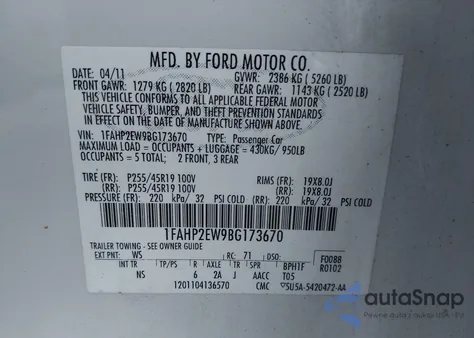 MFD. BY FORD MOTOR CO.
04/11 GVWR: 2386 KG ( 5260 LB)
FRONT GAWR: 1279 KG ( 2820 LB) REAR GAWR: 1143 KG ( 2520 LB)
THIS VEHICLE CONFORMS TO ALL APPLICABLE FEDERAL MOTOR
VEHICLE SAFETY, BUMPER, AND THEFT PREVENTION STANDARDS
IN EFFECT ON THE DATE OF MANUFACTURE SHOWN ABOVE.
VIN: 1FAHP2EW9BG173670 TYPE: Passenger Car
MAXIMUM LOAD = OCCUPANTS + LUGGAGE = 430KG/ 950LB
OCCUPANTS = 5 TOTAL; 2 FRONT, 3 REAR
TIRE (FR): P255/45R19 100V RIMS (FR): 19X8.0J
(RR): P255/45R19 100V (RR): 19X8.0J
PRESSURE (FR): 220 kPa/ 32 PSI COLD (RR): 220 kPa/ 32 PSI COLD
1FAHP2EW9BG173670
TRAILER TOWING - SEE OWNER GUIDE
EXT PNT: WS RC: 71 DSO: F0088
INT TR TP/PS R AXLE TR SPR BPH1F R0102
NS 6 2A J AACC T05
1201104136570 CMC ▽5U5A-5420472-AA
autoSnap